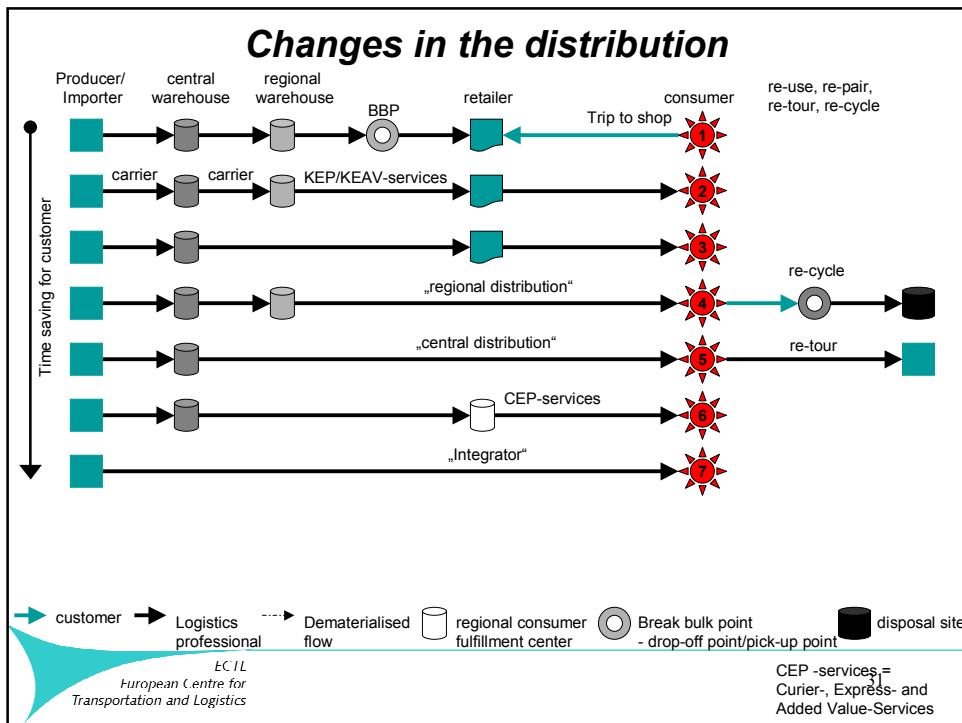 Changes in the distribution
Producer/
Importer
central
warehouse
regional
warehouse
BBP
retailer
consumer
re-use, re-pair,
re-tour, re-cycle
Trip to shop
1
carrier
carrier
KEP/KEAV-services
2
3
„regional distribution“
4
re-cycle
„central distribution“
5
re-tour
CEP-services
6
„Integrator“
7
Time saving for customer
customer
Logistics
professional
Dematerialised
flow
regional consumer
fulfillment center
Break bulk point
- drop-off point/pick-up point
disposal site
ECTL
European Centre for
Transportation and Logistics
31
CEP -services =
Curier-, Express- and
Added Value-Services